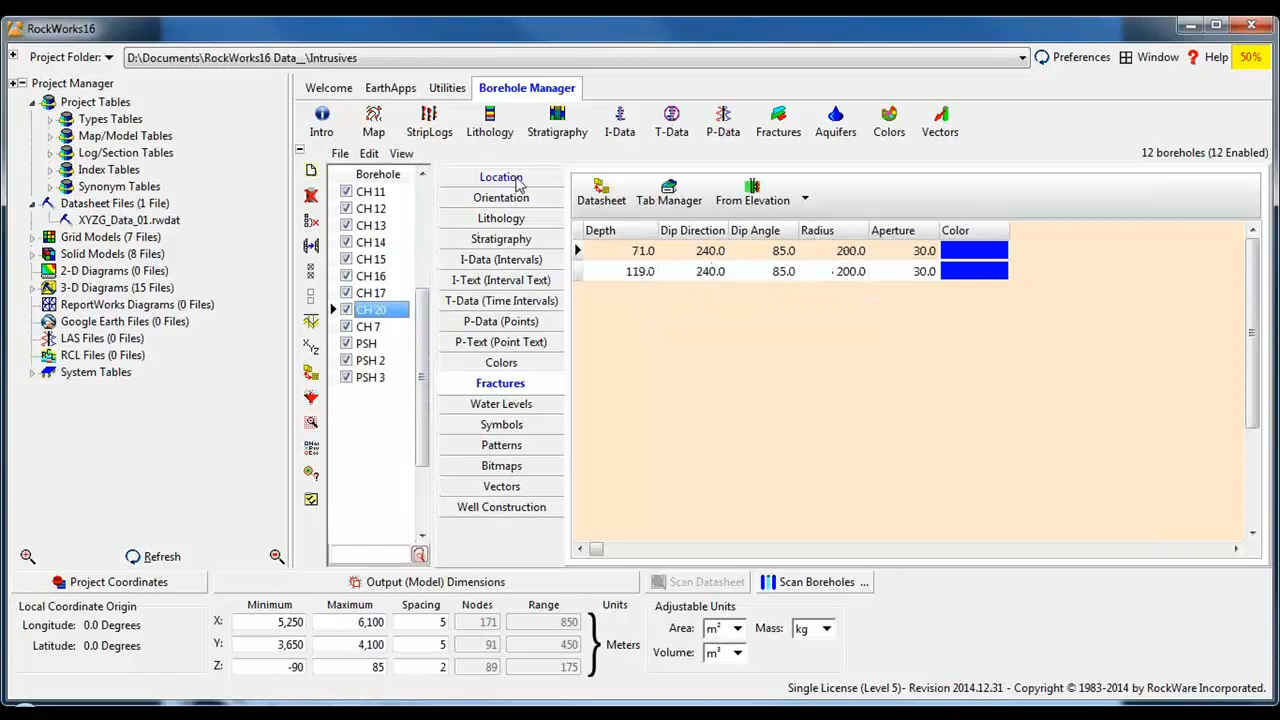 RockWorks16
Project Folder: D:\Documents\RockWorks16 Data__\Intrusives Preferences Window Help 50%
Project Manager
Project Tables
Types Tables
Map/Model Tables
Log/Section Tables
Index Tables
Synonym Tables
Datasheet Files (1 File)
XYZG_Data_01.rwdat
Grid Models (7 Files)
Solid Models (8 Files)
2-D Diagrams (0 Files)
3-D Diagrams (15 Files)
ReportWorks Diagrams (0 Files)
Google Earth Files (0 Files)
LAS Files (0 Files)
RCL Files (0 Files)
System Tables
Refresh
Welcome EarthApps Utilities Borehole Manager
Intro Map StripLogs Lithology Stratigraphy I-Data T-Data P-Data Fractures Aquifers Colors Vectors
File Edit View 12 boreholes (12 Enabled)
Borehole
CH 11
CH 12
CH 13
CH 14
CH 15
CH 16
CH 17
CH 20
CH 7
PSH
PSH 2
PSH 3
Location
Orientation
Lithology
Stratigraphy
I-Data (Intervals)
I-Text (Interval Text)
T-Data (Time Intervals)
P-Data (Points)
P-Text (Point Text)
Colors
Fractures
Water Levels
Symbols
Patterns
Bitmaps
Vectors
Well Construction
Datasheet Tab Manager From Elevation
Depth Dip Direction Dip Angle Radius Aperture Color
71.0 240.0 85.0 200.0 30.0
119.0 240.0 85.0 200.0 30.0
Project Coordinates Output (Model) Dimensions Scan Datasheet Scan Boreholes ...
Local Coordinate Origin
Longitude: 0.0 Degrees
Latitude: 0.0 Degrees
Minimum Maximum Spacing Nodes Range Units
X: 5,250 6,100 5 171 850
Y: 3,650 4,100 5 91 450 Meters
Z: -90 85 2 89 175
Adjustable Units
Area: m² Mass: kg
Volume: m³
Single License (Level 5)- Revision 2014.12.31 - Copyright © 1983-2014 by RockWare Incorporated.